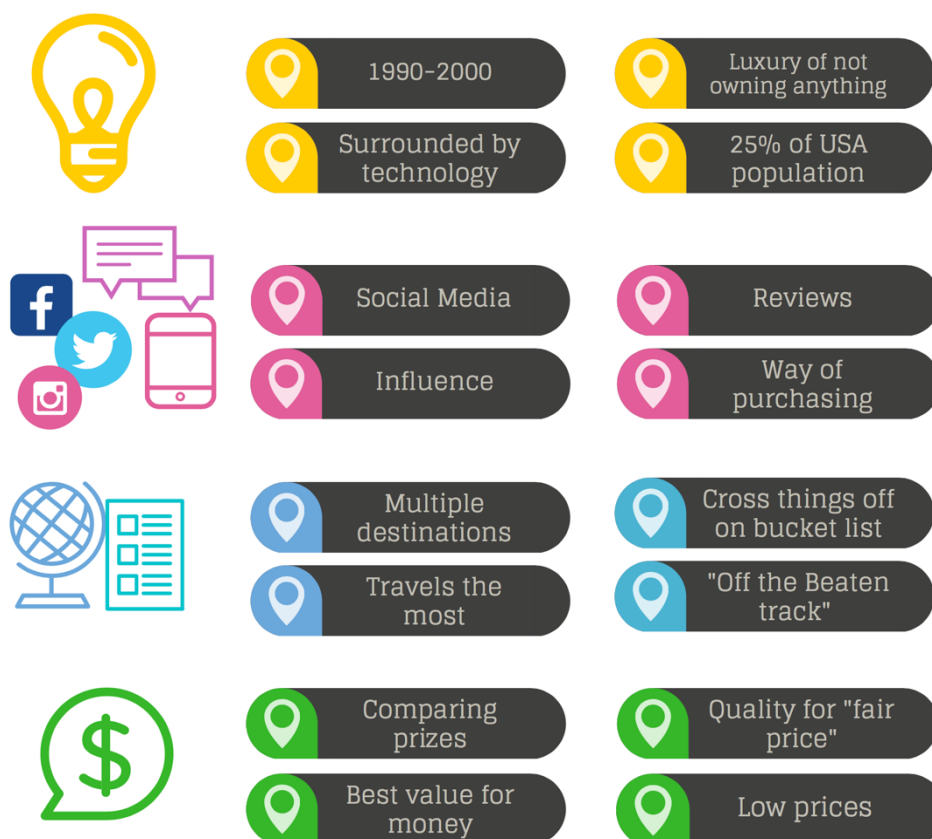 1990-2000
Luxury of not
owning anything
Surrounded by
technology
25% of USA
population
Social Media
Reviews
Influence
Way of
purchasing
Multiple
destinations
Cross things off
on bucket list
Travels the
most
"Off the Beaten
track"
Comparing
prizes
Quality for "fair
price"
Best value for
money
Low prices